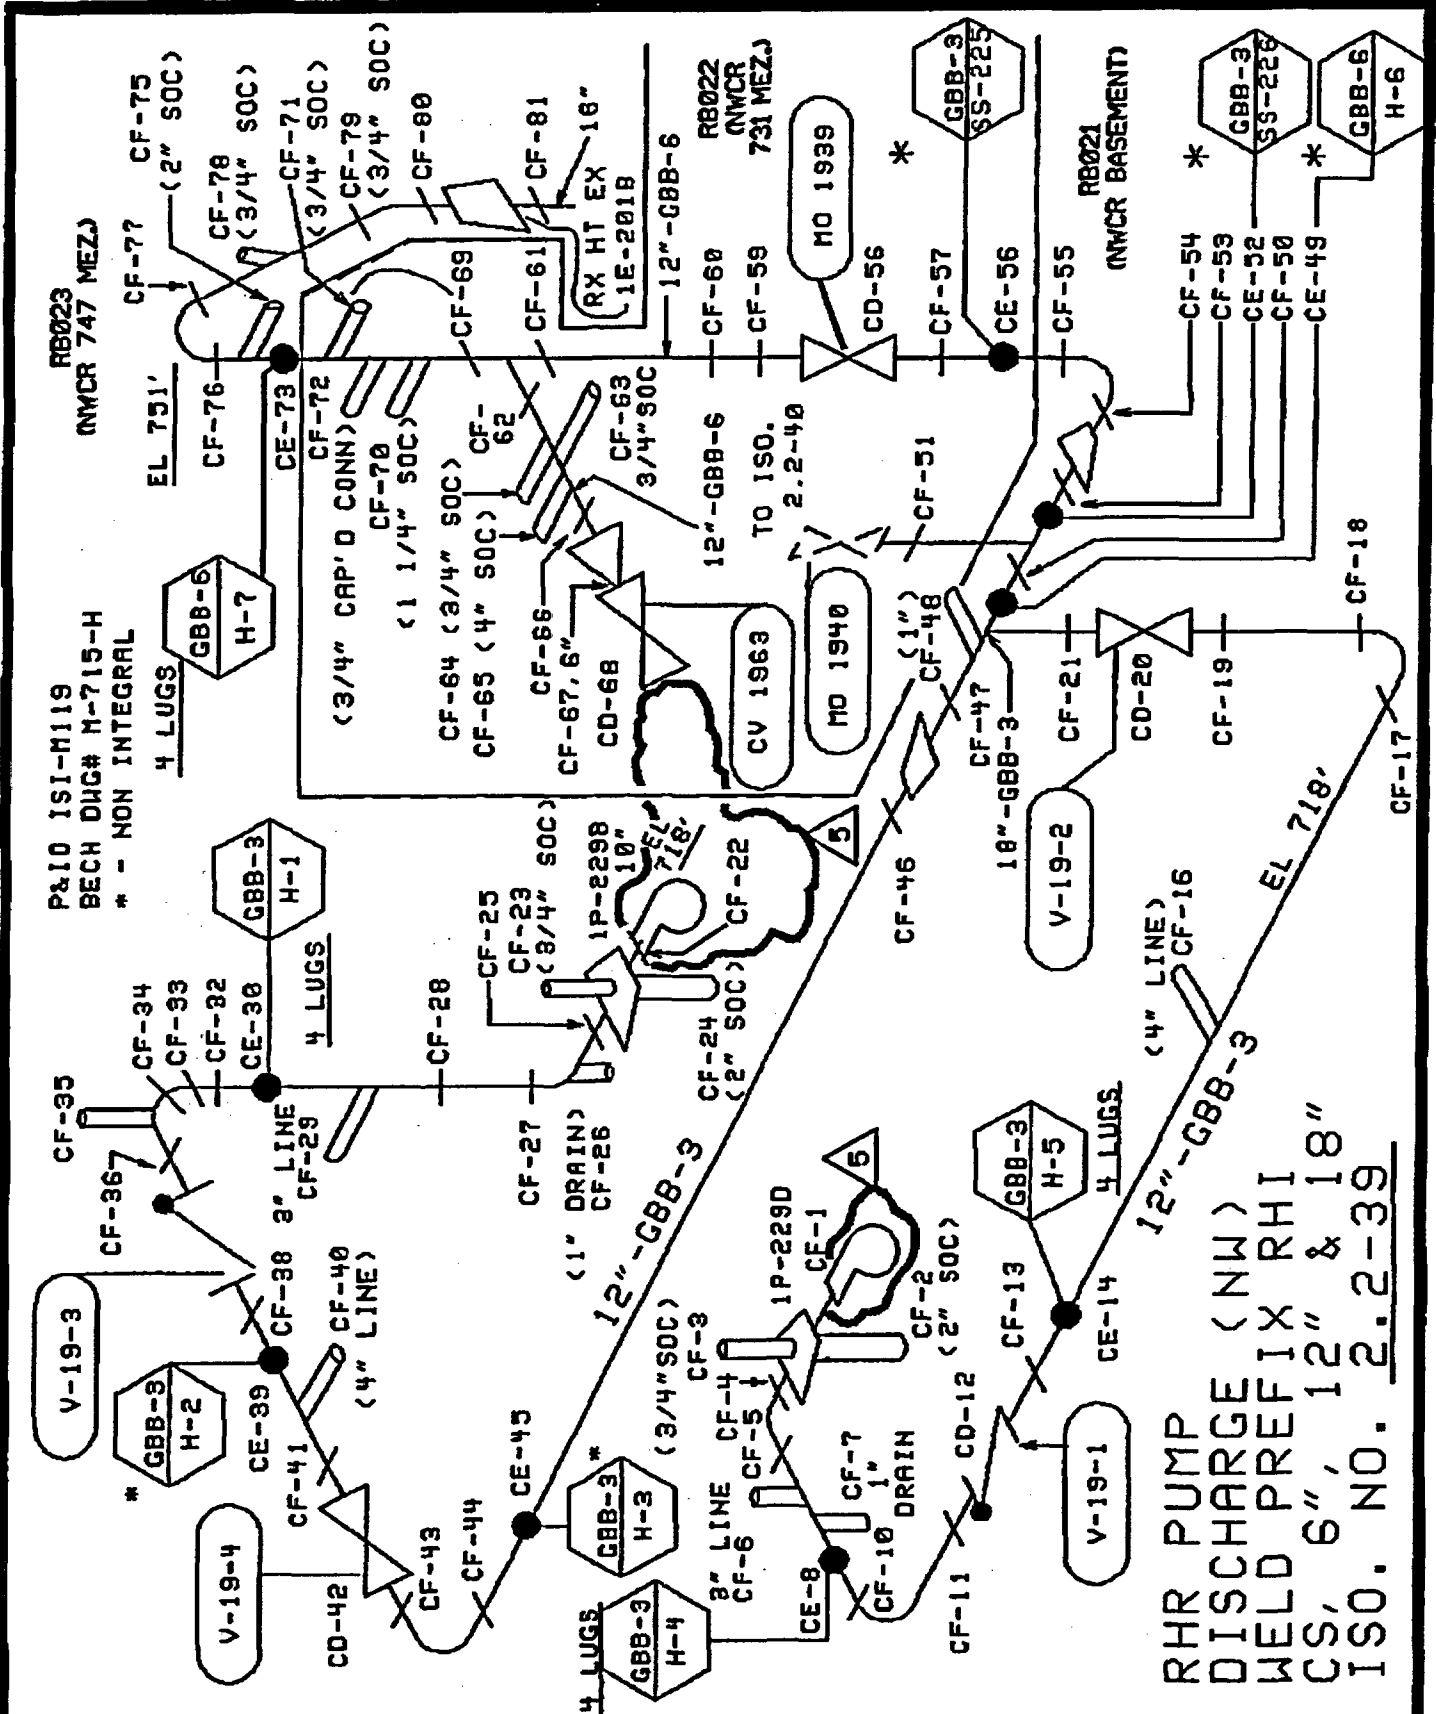 P&ID ISI-M119
BECH DWG# M-715-H
* - NON INTEGRAL
4 LUGS
GBB-6
H-7
RB023
(NWCR 747 MEZ.)
EL 751'
CF-77
CF-75
(2" SOC)
CF-78
(3/4" SOC)
CF-71
(3/4" SOC)
CF-79
(3/4" SOC)
CF-80
CF-81
18"
RX HT EX
1E-201B
12"-GBB-6
RB022
(NWCR
731 MEZ.)
CF-76
CE-73
CF-72
(3/4" CAP'D CONN)
CF-70
(1 1/4" SOC)
CF-69
CF-61
CF-
62
CF-63
3/4"SOC
CF-64 (3/4" SOC)
CF-65 (4" SOC)
CF-66
CF-67, 6"
CD-68
12"-GBB-6
CV 1963
CF-60
CF-59
MO 1939
CD-56
CF-57
CE-56
CF-55
GBB-3
SS-225
*
RB021
(NWCR BASEMENT)
GBB-3
SS-226
*
GBB-6
H-6
*
CF-54
CF-53
CE-52
CF-50
CE-49
TO ISO.
2.2-40
CF-51
MO 1940
(1")
CF-48
CF-47
18"-GBB-3
CF-46
CF-21
CD-20
CF-19
CF-18
CF-17
V-19-2
EL 718'
(4" LINE)
CF-16
12"-GBB-3
GBB-3
H-1
4 LUGS
CF-35
CF-34
CF-33
CF-32
CE-30
CF-36
3" LINE
CF-29
CF-28
CF-27
(1" DRAIN)
CF-26
CF-25
CF-23
(3/4" SOC)
1P-229B
10"
EL
718'
CF-22
CF-24
(2" SOC)
5
12"-GBB-3
V-19-3
CF-38
GBB-3
H-2
*
CE-39
CF-40
(4" LINE)
CF-41
V-19-4
CD-42
CF-43
CF-44
CE-45
GBB-3
H-3
*
4 LUGS
GBB-3
H-4
(3/4"SOC)
CF-3
CF-4
CF-5
1P-229D
CF-1
5
CF-2
(2" SOC)
3" LINE
CF-6
CF-7
1"
DRAIN
CE-8
CF-10
CF-11
CD-12
V-19-1
CF-13
CE-14
GBB-3
H-5
4 LUGS
RHR PUMP
DISCHARGE (NW)
WELD PREFIX RHI
CS, 6", 12" & 18"
ISO. NO. 2.2-39